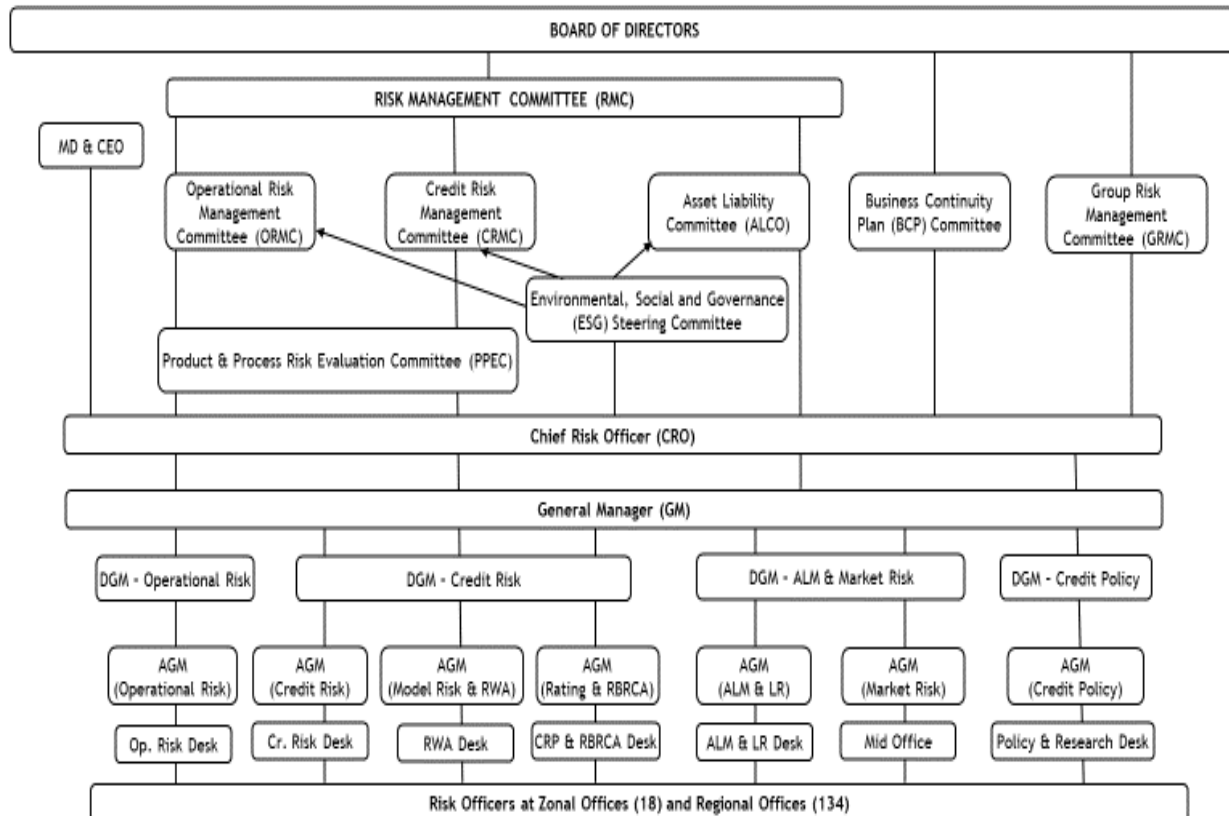 BOARD OF DIRECTORS
RISK MANAGEMENT COMMITTEE (RMC)
MD & CEO
Operational Risk
Management
Committee (ORMC)
Credit Risk
Management
Committee (CRMC)
Asset Liability
Committee (ALCO)
Business Continuity
Plan (BCP) Committee
Group Risk
Management
Committee (GRMC)
Environmental, Social and Governance
(ESG) Steering Committee
Product & Process Risk Evaluation Committee (PPEC)
Chief Risk Officer (CRO)
General Manager (GM)
DGM - Operational Risk
DGM - Credit Risk
DGM - ALM & Market Risk
DGM - Credit Policy
AGM
(Operational Risk)
AGM
(Credit Risk)
AGM
(Model Risk & RWA)
AGM
(Rating & RBRCA)
AGM
(ALM & LR)
AGM
(Market Risk)
AGM
(Credit Policy)
Op. Risk Desk
Cr. Risk Desk
RWA Desk
CRP & RBRCA Desk
ALM & LR Desk
Mid Office
Policy & Research Desk
Risk Officers at Zonal Offices (18) and Regional Offices (134)